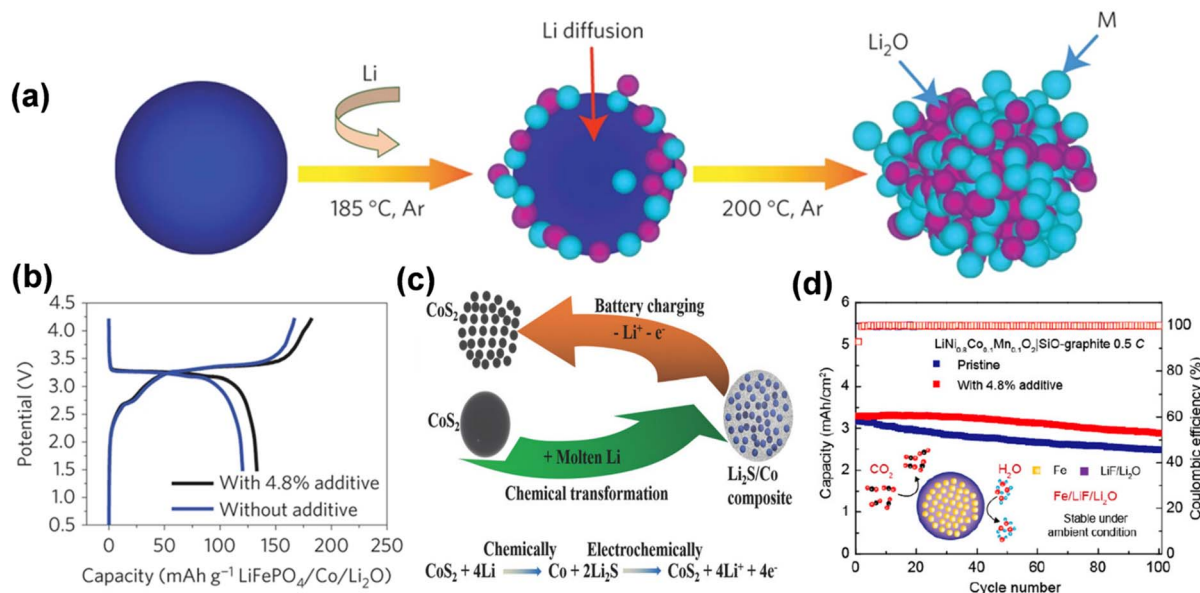 (a)
Li
185 °C, Ar
Li diffusion
200 °C, Ar
Li₂O
M
(b)
4.5
4.0
3.5
3.0
2.5
2.0
1.5
0.5
Potential (V)
With 4.8% additive
Without additive
0
50
100
150
200
250
Capacity (mAh g⁻¹ LiFePO₄/Co/Li₂O)
(c)
CoS₂
Battery charging
- Li⁺ - e⁻
CoS₂
+ Molten Li
Chemical transformation
Li₂S/Co
composite
Chemically
Electrochemically
CoS₂ + 4Li
Co + 2Li₂S
CoS₂ + 4Li⁺ + 4e⁻
(d)
6
5
4
3
2
1
0
Capacity (mAh/cm²)
LiNi₀.₈Co₀.₁Mn₀.₁O₂|SiO-graphite 0.5 C
Pristine
With 4.8% additive
CO₂
H₂O
Fe
LiF/Li₂O
Fe/LiF/Li₂O
Stable under
ambient condition
0
20
40
60
80
100
Cycle number
100
80
60
40
20
0
Coulombic efficiency (%)